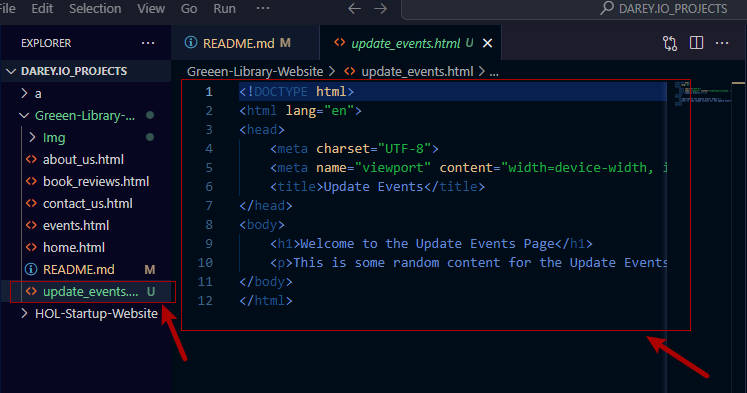 Edit Selection View Go Run ··· DAREY.IO_PROJECTS
EXPLORER ···
DAREY.IO_PROJECTS
a
Greeen-Library-...
Img
about_us.html
book_reviews.html
contact_us.html
events.html
home.html
README.md M
update_events.... U
HOL-Startup-Website
README.md M update_events.html U
Greeen-Library-Website > update_events.html > ...
1 <!DOCTYPE html>
2 <html lang="en">
3 <head>
4 <meta charset="UTF-8">
5 <meta name="viewport" content="width=device-width, i
6 <title>Update Events</title>
7 </head>
8 <body>
9 <h1>Welcome to the Update Events Page</h1>
10 <p>This is some random content for the Update Events
11 </body>
12 </html>